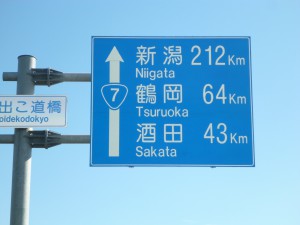 新潟 212Km
Niigata
7
鶴岡 64Km
Tsuruoka
酒田 43Km
Sakata
出こ道橋
oidekodokyo